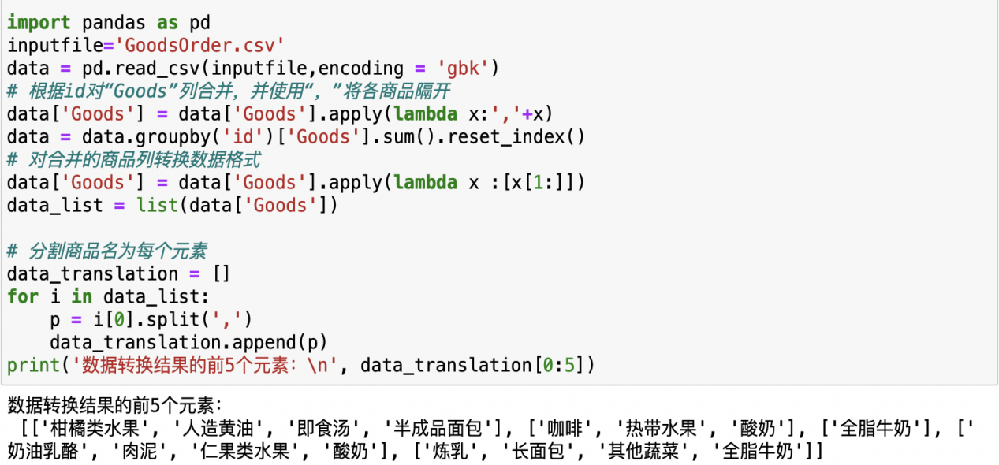 import pandas as pd
inputfile='GoodsOrder.csv'
data = pd.read_csv(inputfile,encoding = 'gbk')
# 根据id对“Goods”列合并，并使用“，”将各商品隔开
data['Goods'] = data['Goods'].apply(lambda x:','+x)
data = data.groupby('id')['Goods'].sum().reset_index()
# 对合并的商品列转换数据格式
data['Goods'] = data['Goods'].apply(lambda x :[x[1:]])
data_list = list(data['Goods'])
# 分割商品名为每个元素
data_translation = []
for i in data_list:
    p = i[0].split(',')
    data_translation.append(p)
print('数据转换结果的前5个元素：\n', data_translation[0:5])
数据转换结果的前5个元素：
 [['柑橘类水果', '人造黄油', '即食汤', '半成品面包'], ['咖啡', '热带水果', '酸奶'], ['全脂牛奶'], ['
奶油乳酪', '肉泥', '仁果类水果', '酸奶'], ['炼乳', '长面包', '其他蔬菜', '全脂牛奶']]